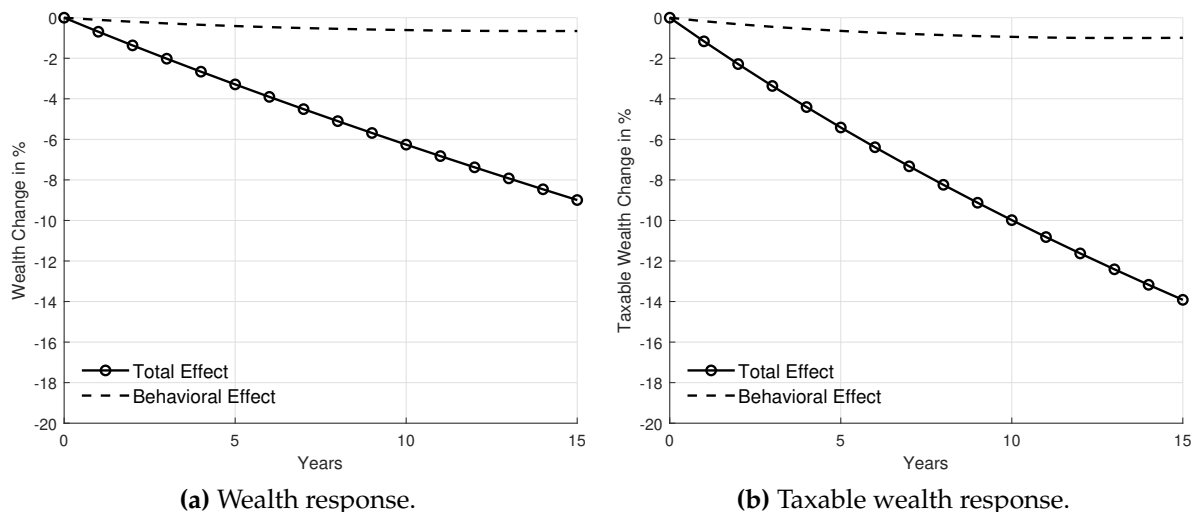 0
-2
-4
-6
-8
-10
-12
-14
-16
-18
-20
Wealth Change in %
Total Effect
Behavioral Effect
0 5 10 15
Years
(a) Wealth response.
0
-2
-4
-6
-8
-10
-12
-14
-16
-18
-20
Taxable Wealth Change in %
Total Effect
Behavioral Effect
0 5 10 15
Years
(b) Taxable wealth response.